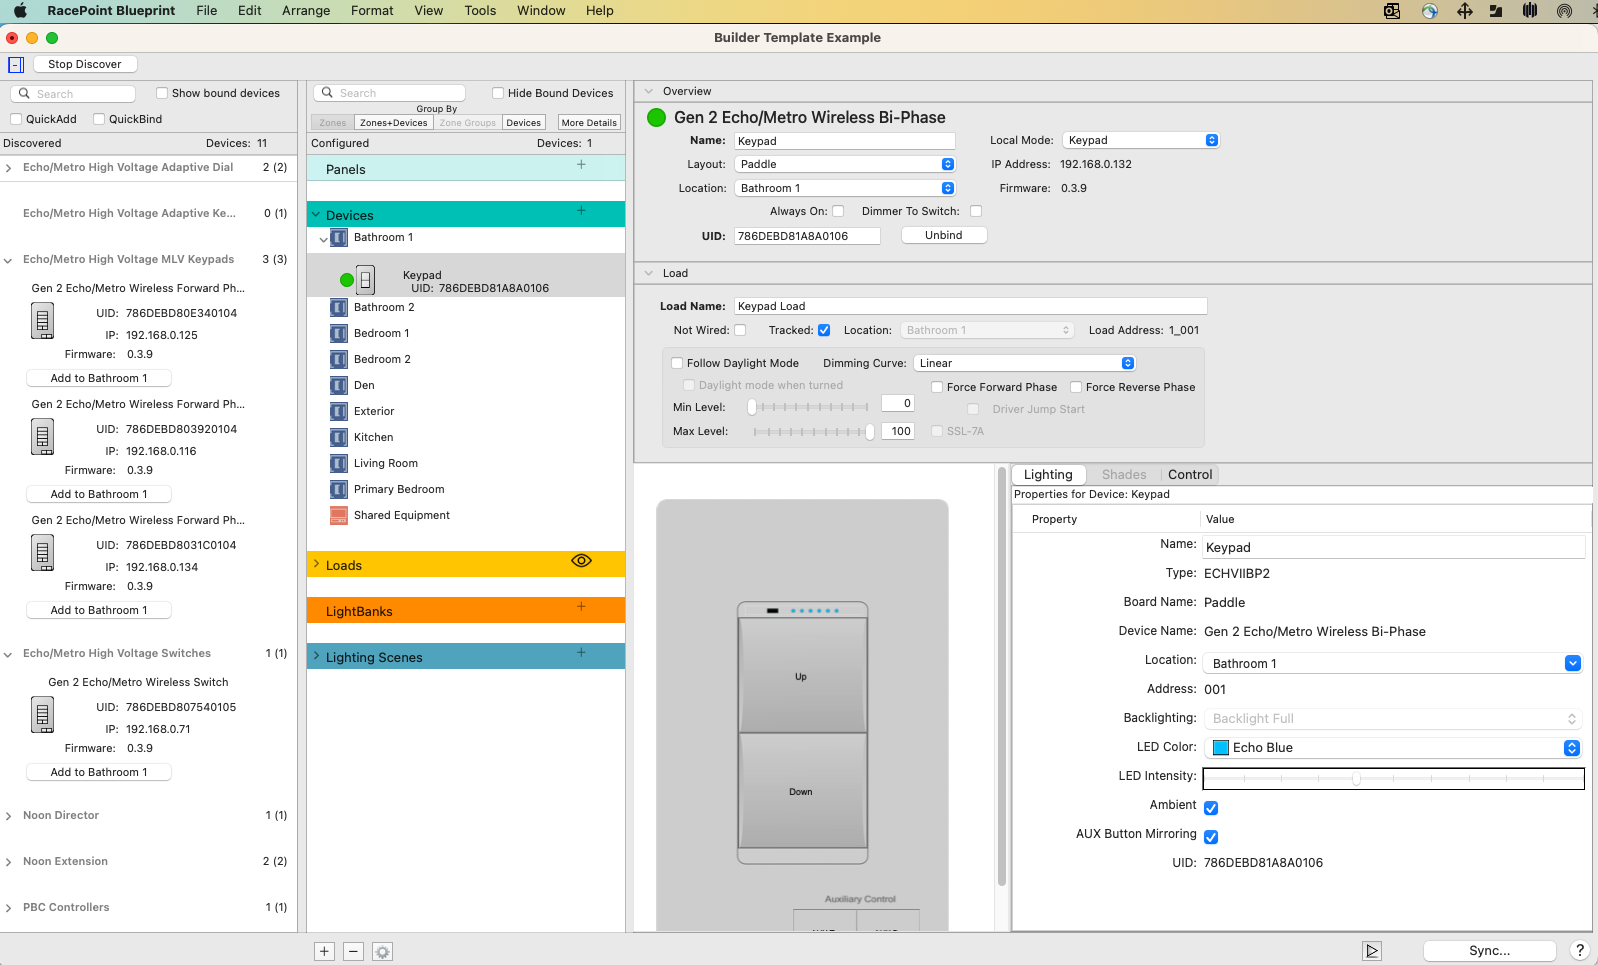 RacePoint Blueprint File Edit Arrange Format View Tools Window Help
Builder Template Example
Stop Discover
Search Show bound devices
QuickAdd QuickBind
Discovered Devices: 11
Echo/Metro High Voltage Adaptive Dial 2 (2)
Echo/Metro High Voltage Adaptive Ke... 0 (1)
Echo/Metro High Voltage MLV Keypads 3 (3)
Gen 2 Echo/Metro Wireless Forward Ph...
UID: 786DEBD80E340104
IP: 192.168.0.125
Firmware: 0.3.9
Add to Bathroom 1
Gen 2 Echo/Metro Wireless Forward Ph...
UID: 786DEBD803920104
IP: 192.168.0.116
Firmware: 0.3.9
Add to Bathroom 1
Gen 2 Echo/Metro Wireless Forward Ph...
UID: 786DEBD8031C0104
IP: 192.168.0.134
Firmware: 0.3.9
Add to Bathroom 1
Echo/Metro High Voltage Switches 1 (1)
Gen 2 Echo/Metro Wireless Switch
UID: 786DEBD807540105
IP: 192.168.0.71
Firmware: 0.3.9
Add to Bathroom 1
Noon Director 1 (1)
Noon Extension 2 (2)
PBC Controllers 1 (1)
Search Hide Bound Devices
Group By
Zones Zones+Devices Zone Groups Devices More Details
Configured Devices: 1
Panels +
Devices +
Bathroom 1
Keypad
UID: 786DEBD81A8A0106
Bathroom 2
Bedroom 1
Bedroom 2
Den
Exterior
Kitchen
Living Room
Primary Bedroom
Shared Equipment
Loads
LightBanks +
Lighting Scenes +
+ −
Overview
Gen 2 Echo/Metro Wireless Bi-Phase
Name: Keypad Local Mode: Keypad
Layout: Paddle IP Address: 192.168.0.132
Location: Bathroom 1 Firmware: 0.3.9
Always On: Dimmer To Switch:
UID: 786DEBD81A8A0106 Unbind
Load
Load Name: Keypad Load
Not Wired: Tracked: Location: Bathroom 1 Load Address: 1_001
Follow Daylight Mode Dimming Curve: Linear
Daylight mode when turned Force Forward Phase Force Reverse Phase
Min Level: 0 Driver Jump Start
Max Level: 100 SSL-7A
Up
Down
Auxiliary Control
Lighting Shades Control
Properties for Device: Keypad
Property Value
Name: Keypad
Type: ECHVIIBP2
Board Name: Paddle
Device Name: Gen 2 Echo/Metro Wireless Bi-Phase
Location: Bathroom 1
Address: 001
Backlighting: Backlight Full
LED Color: Echo Blue
LED Intensity:
Ambient
AUX Button Mirroring
UID: 786DEBD81A8A0106
Sync... ?